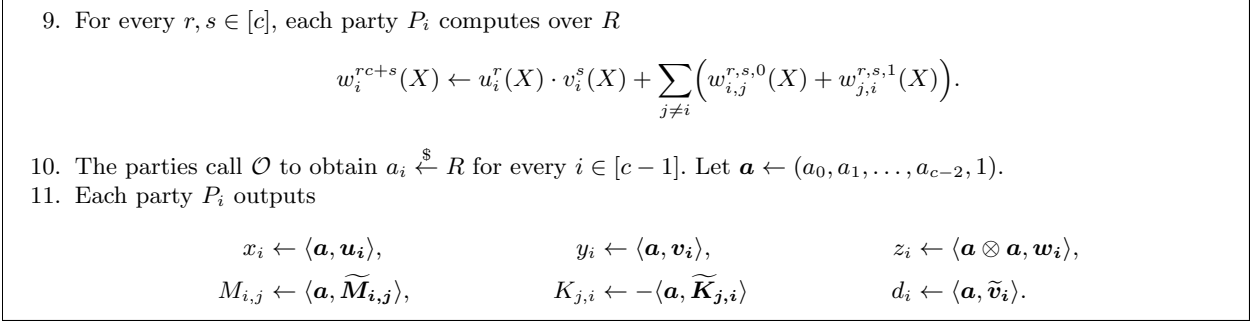 9. For every r, s ∈ [c], each party P_i computes over R
w_i^{rc+s}(X) ← u_i^r(X) · v_i^s(X) + ∑_{j≠i} (w_{i,j}^{r,s,0}(X) + w_{j,i}^{r,s,1}(X)).
10. The parties call 𝒪 to obtain a_i ←$ R for every i ∈ [c − 1]. Let 𝒂 ← (a_0, a_1, . . . , a_{c−2}, 1).
11. Each party P_i outputs
x_i ← ⟨𝒂, 𝒖_𝒊⟩, y_i ← ⟨𝒂, 𝒗_𝒊⟩, z_i ← ⟨𝒂 ⊗ 𝒂, 𝒘_𝒊⟩,
M_{i,j} ← ⟨𝒂, M̃_{i,j}⟩, K_{j,i} ← −⟨𝒂, K̃_{j,i}⟩ d_i ← ⟨𝒂, ṽ_i⟩.